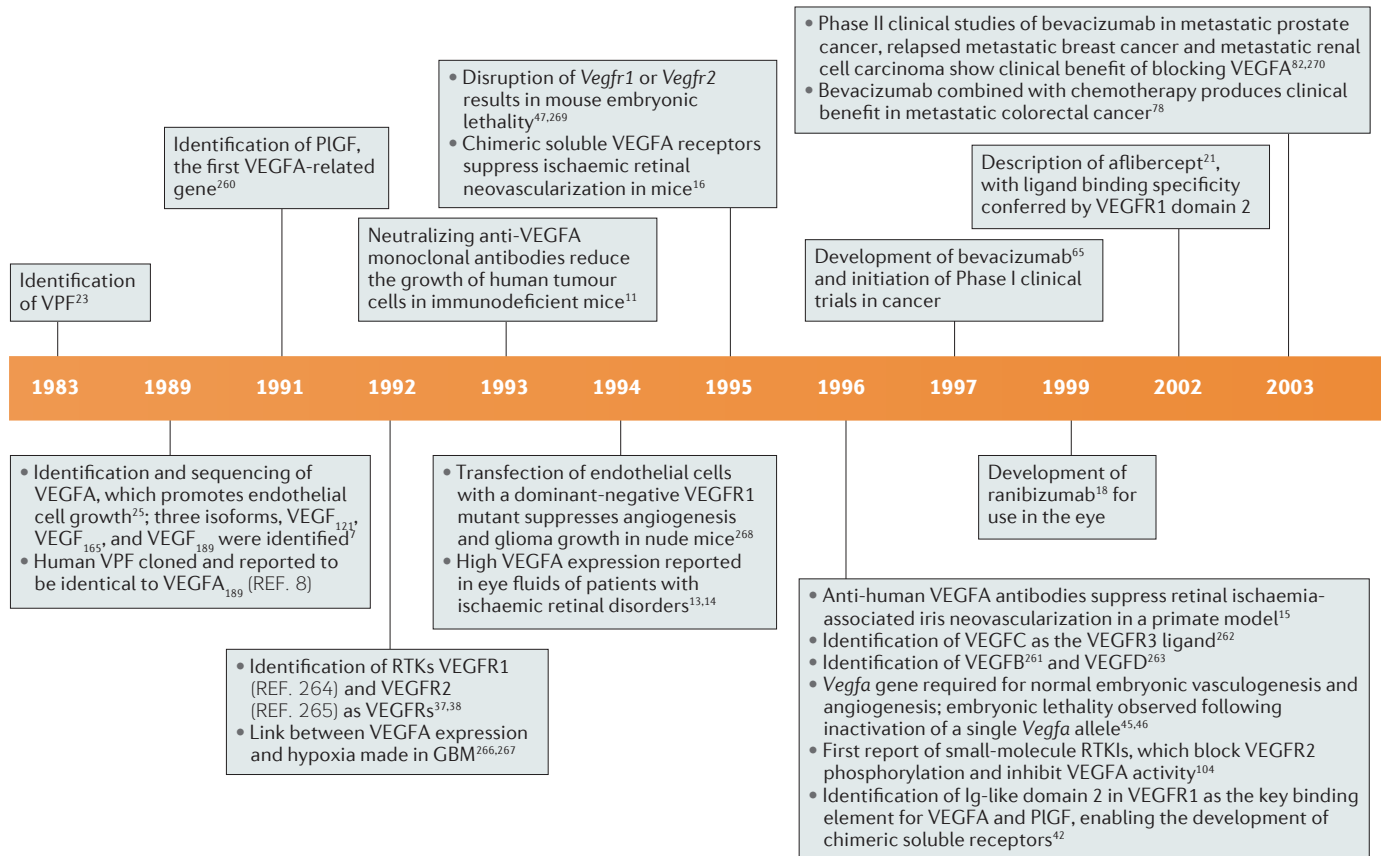 • Phase II clinical studies of bevacizumab in metastatic prostate
cancer, relapsed metastatic breast cancer and metastatic renal
cell carcinoma show clinical benefit of blocking VEGFA82,270
• Bevacizumab combined with chemotherapy produces clinical
benefit in metastatic colorectal cancer78
• Disruption of Vegfr1 or Vegfr2
results in mouse embryonic
lethality47,269
• Chimeric soluble VEGFA receptors
suppress ischaemic retinal
neovascularization in mice16
Identification of PlGF,
the first VEGFA-related
gene260
Description of aflibercept21,
with ligand binding specificity
conferred by VEGFR1 domain 2
Neutralizing anti-VEGFA
monoclonal antibodies reduce
the growth of human tumour
cells in immunodeficient mice11
Development of bevacizumab65
and initiation of Phase I clinical
trials in cancer
Identification
of VPF23
1983 1989 1991 1992 1993 1994 1995 1996 1997 1999 2002 2003
• Identification and sequencing of
VEGFA, which promotes endothelial
cell growth25; three isoforms, VEGF121,
VEGF165, and VEGF189 were identified7
• Human VPF cloned and reported to
be identical to VEGFA189 (REF. 8)
• Transfection of endothelial cells
with a dominant-negative VEGFR1
mutant suppresses angiogenesis
and glioma growth in nude mice268
• High VEGFA expression reported
in eye fluids of patients with
ischaemic retinal disorders13,14
Development of
ranibizumab18 for
use in the eye
• Identification of RTKs VEGFR1
(REF. 264) and VEGFR2
(REF. 265) as VEGFRs37,38
• Link between VEGFA expression
and hypoxia made in GBM266,267
• Anti-human VEGFA antibodies suppress retinal ischaemia-
associated iris neovascularization in a primate model15
• Identification of VEGFC as the VEGFR3 ligand262
• Identification of VEGFB261 and VEGFD263
• Vegfa gene required for normal embryonic vasculogenesis and
angiogenesis; embryonic lethality observed following
inactivation of a single Vegfa allele45,46
• First report of small-molecule RTKIs, which block VEGFR2
phosphorylation and inhibit VEGFA activity104
• Identification of Ig-like domain 2 in VEGFR1 as the key binding
element for VEGFA and PlGF, enabling the development of
chimeric soluble receptors42